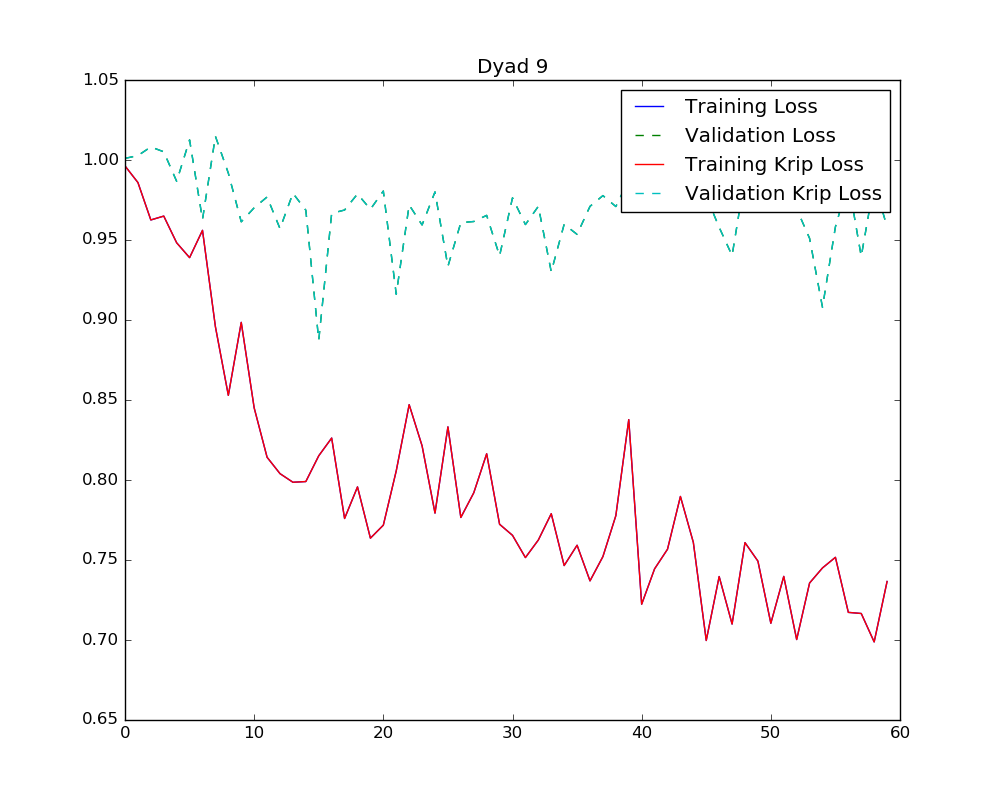 Dyad 9
1.05
1.00
0.95
0.90
0.85
0.80
0.75
0.70
0.65
Training Loss
Validation Loss
Training Krip Loss
Validation Krip Loss
0 10 20 30 40 50 60